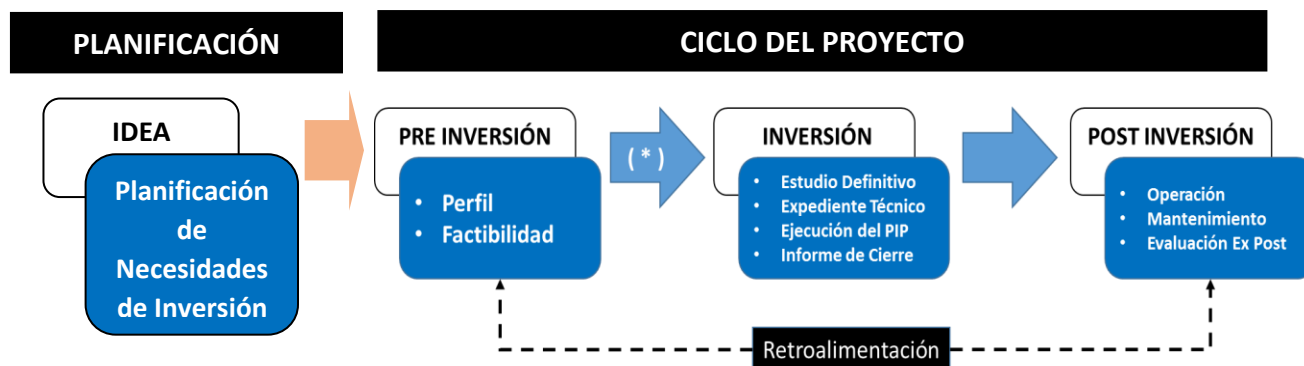 PLANIFICACIÓN
CICLO DEL PROYECTO
IDEA
Planificación
de
Necesidades
de Inversión
PRE INVERSIÓN
• Perfil
• Factibilidad
( * )
INVERSIÓN
• Estudio Definitivo
• Expediente Técnico
• Ejecución del PIP
• Informe de Cierre
POST INVERSIÓN
• Operación
• Mantenimiento
• Evaluación Ex Post
Retroalimentación